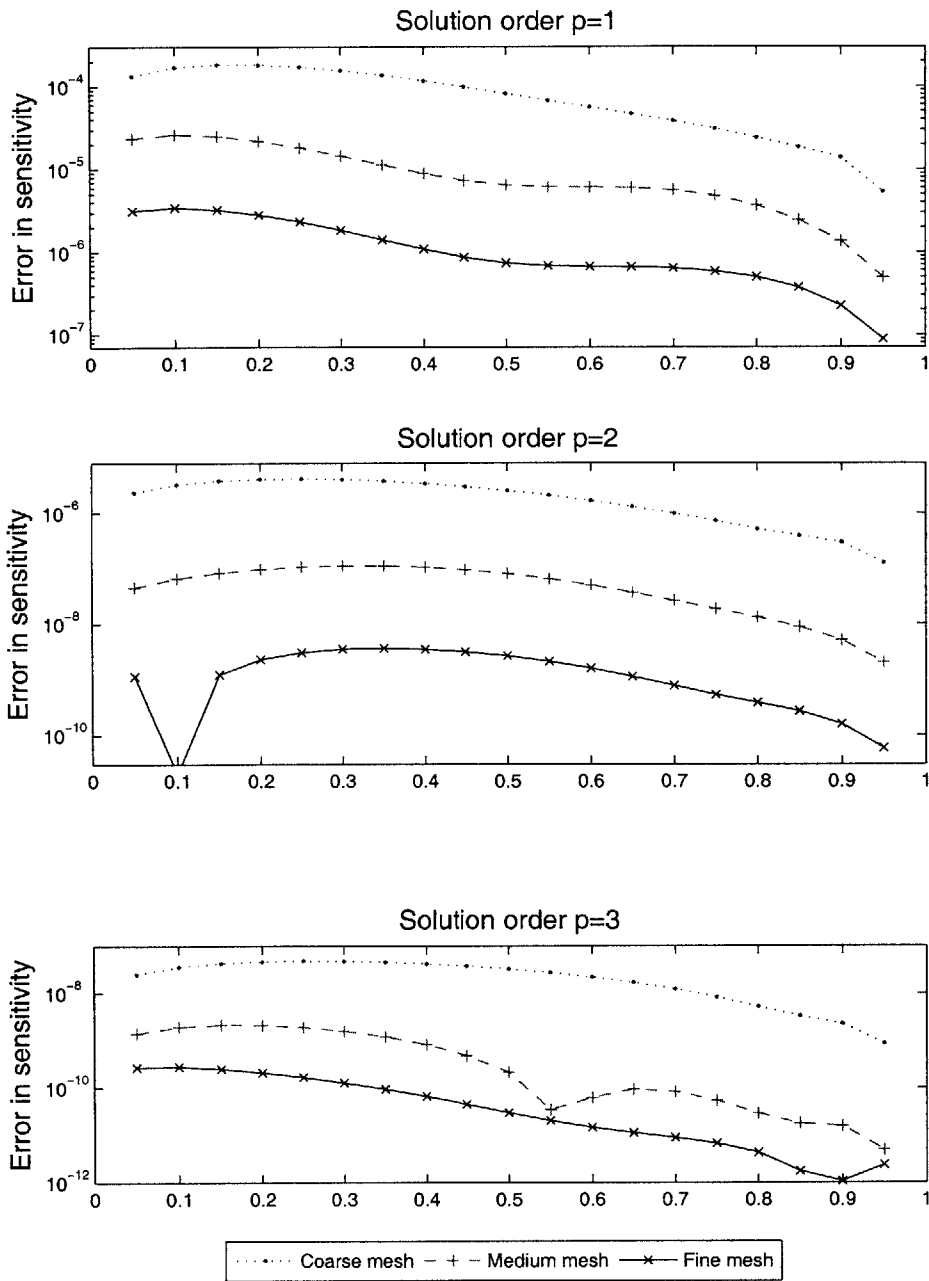 Solution order p=1
Error in sensitivity
10⁻⁴
10⁻⁵
10⁻⁶
10⁻⁷
0 0.1 0.2 0.3 0.4 0.5 0.6 0.7 0.8 0.9 1
Solution order p=2
Error in sensitivity
10⁻⁶
10⁻⁸
10⁻¹⁰
0 0.1 0.2 0.3 0.4 0.5 0.6 0.7 0.8 0.9 1
Solution order p=3
Error in sensitivity
10⁻⁸
10⁻¹⁰
10⁻¹²
0 0.1 0.2 0.3 0.4 0.5 0.6 0.7 0.8 0.9 1
Coarse mesh Medium mesh Fine mesh